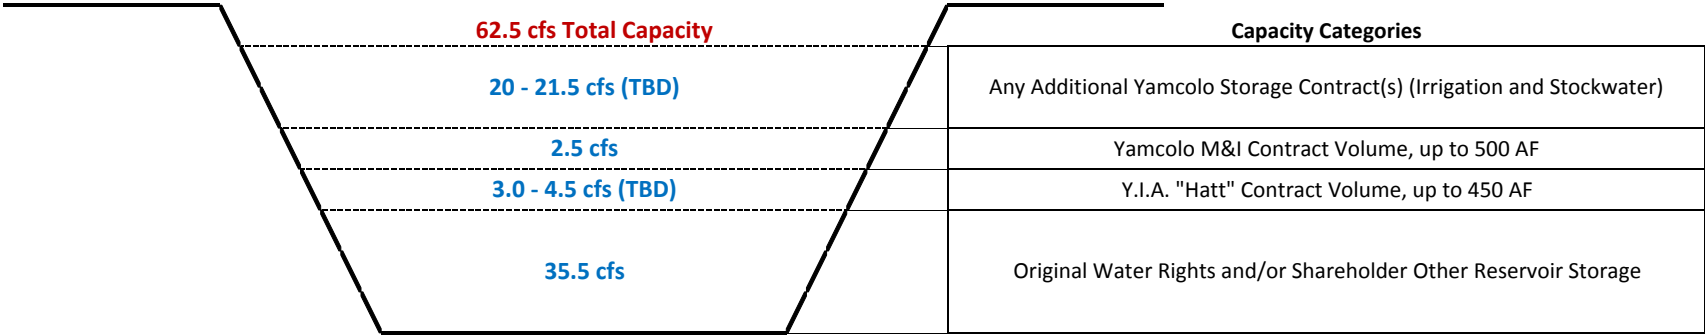 62.5 cfs Total Capacity
Capacity Categories
20 - 21.5 cfs (TBD)
Any Additional Yamcolo Storage Contract(s) (Irrigation and Stockwater)
2.5 cfs
Yamcolo M&I Contract Volume, up to 500 AF
3.0 - 4.5 cfs (TBD)
Y.I.A. "Hatt" Contract Volume, up to 450 AF
35.5 cfs
Original Water Rights and/or Shareholder Other Reservoir Storage